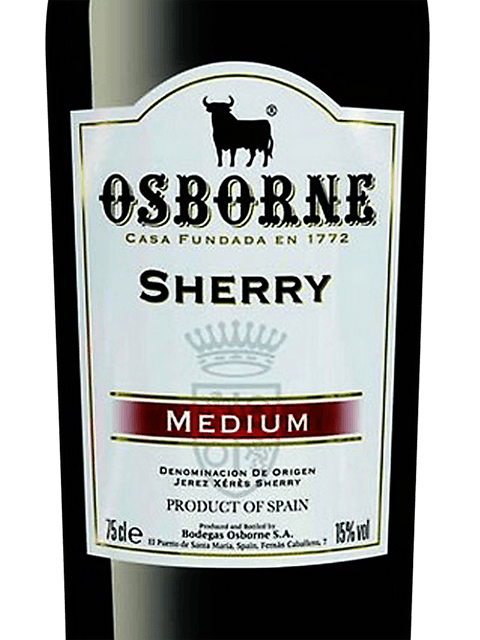 ®
OSBORNE
CASA FUNDADA EN 1772
SHERRY
MEDIUM
DENOMINACION DE ORIGEN
JEREZ XÉRÈS SHERRY
PRODUCT OF SPAIN
Produced and Bottled by
75cl e Bodegas Osborne S.A. 15% vol
El Puerto de Santa María, Spain, Fernán Caballero, 7